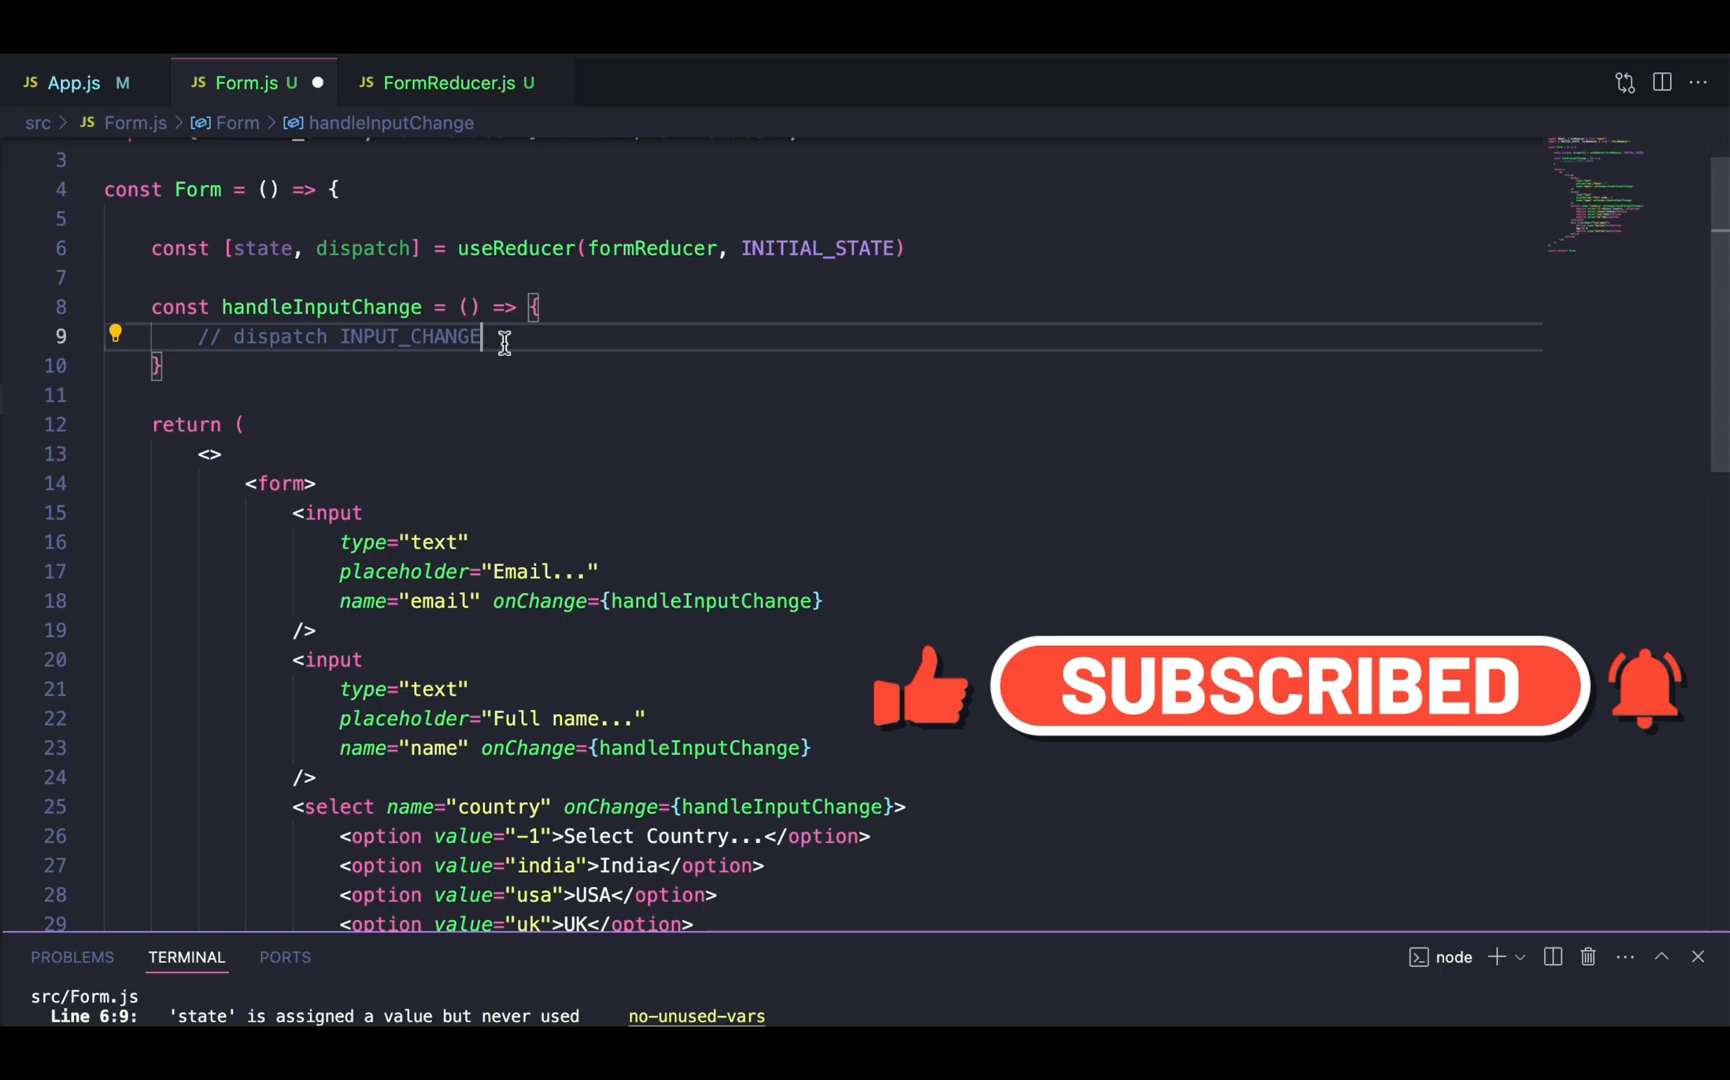 JS App.js M JS Form.js U JS FormReducer.js U
src > JS Form.js > Form > handleInputChange
3
4 const Form = () => {
5
6 const [state, dispatch] = useReducer(formReducer, INITIAL_STATE)
7
8 const handleInputChange = () => {
9 // dispatch INPUT_CHANGE
10 }
11
12 return (
13 <>
14 <form>
15 <input
16 type="text"
17 placeholder="Email..."
18 name="email" onChange={handleInputChange}
19 />
20 <input
21 type="text"
22 placeholder="Full name..."
23 name="name" onChange={handleInputChange}
24 />
25 <select name="country" onChange={handleInputChange}>
26 <option value="-1">Select Country...</option>
27 <option value="india">India</option>
28 <option value="usa">USA</option>
29 <option value="uk">UK</option>
SUBSCRIBED
PROBLEMS TERMINAL PORTS node
src/Form.js
Line 6:9: 'state' is assigned a value but never used no-unused-vars